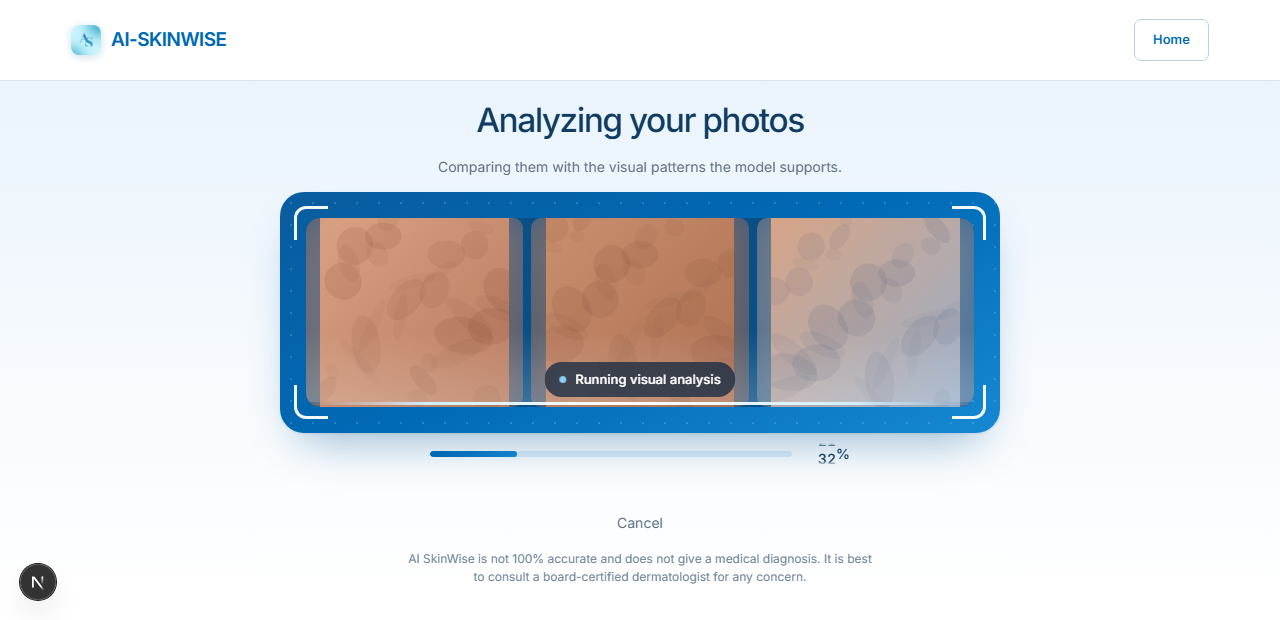 AI-SKINWISE
Home
Analyzing your photos
Comparing them with the visual patterns the model supports.
Running visual analysis
32%
Cancel
AI SkinWise is not 100% accurate and does not give a medical diagnosis. It is best
to consult a board-certified dermatologist for any concern.